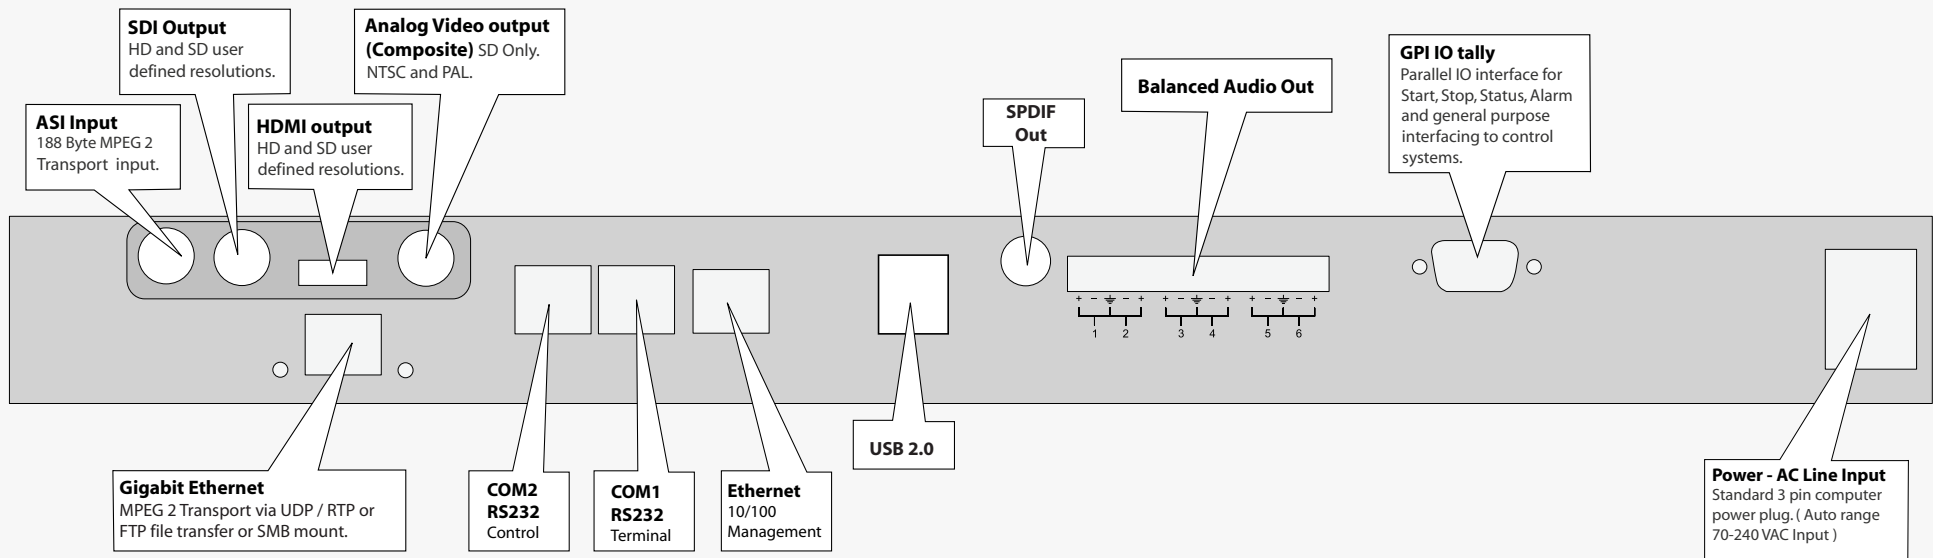 SDI Output
HD and SD user
defined resolutions.
Analog Video output
(Composite) SD Only.
NTSC and PAL.
ASI Input
188 Byte MPEG 2
Transport input.
HDMI output
HD and SD user
defined resolutions.
SPDIF
Out
Balanced Audio Out
GPI IO tally
Parallel IO interface for
Start, Stop, Status, Alarm
and general purpose
interfacing to control
systems.
+ − ⏚ − + + − ⏚ − + + − ⏚ − +
1 2 3 4 5 6
Gigabit Ethernet
MPEG 2 Transport via UDP / RTP or
FTP file transfer or SMB mount.
COM2
RS232
Control
COM1
RS232
Terminal
Ethernet
10/100
Management
USB 2.0
Power - AC Line Input
Standard 3 pin computer
power plug. ( Auto range
70-240 VAC Input )